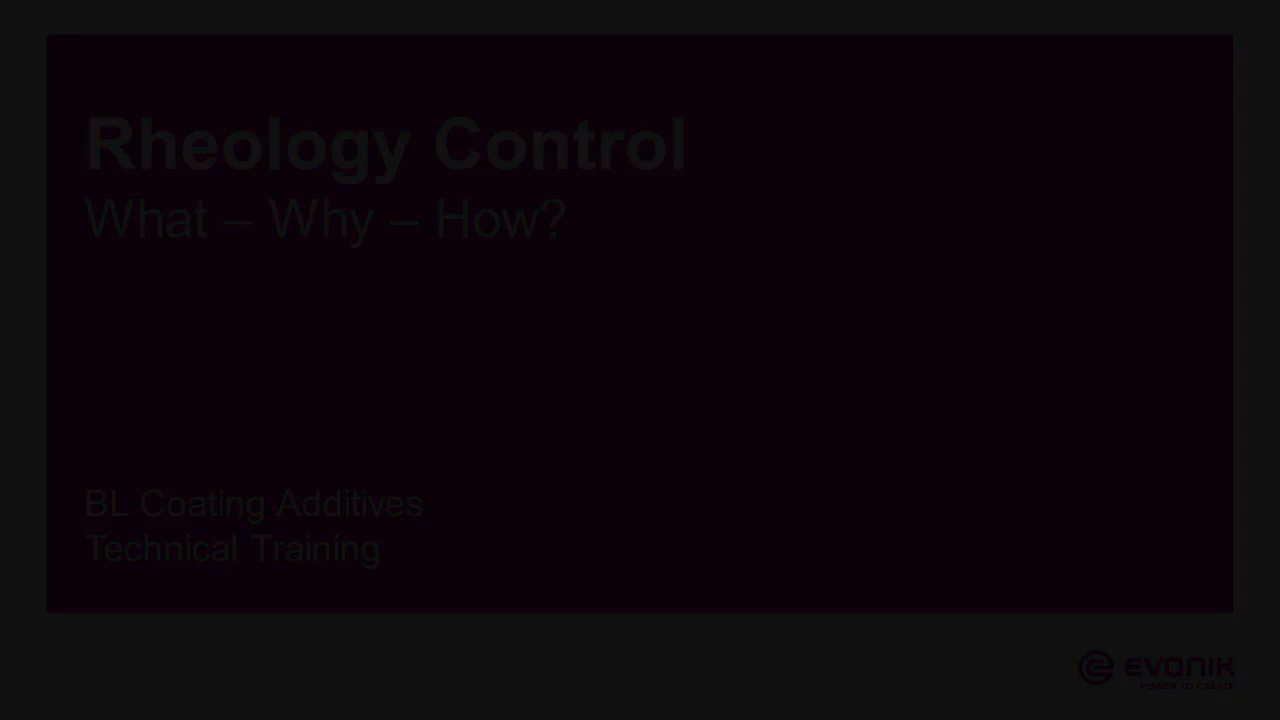 Rheology Control
What – Why – How?
BL Coating Additives
Technical Training
EVONIK
POWER TO CREATE